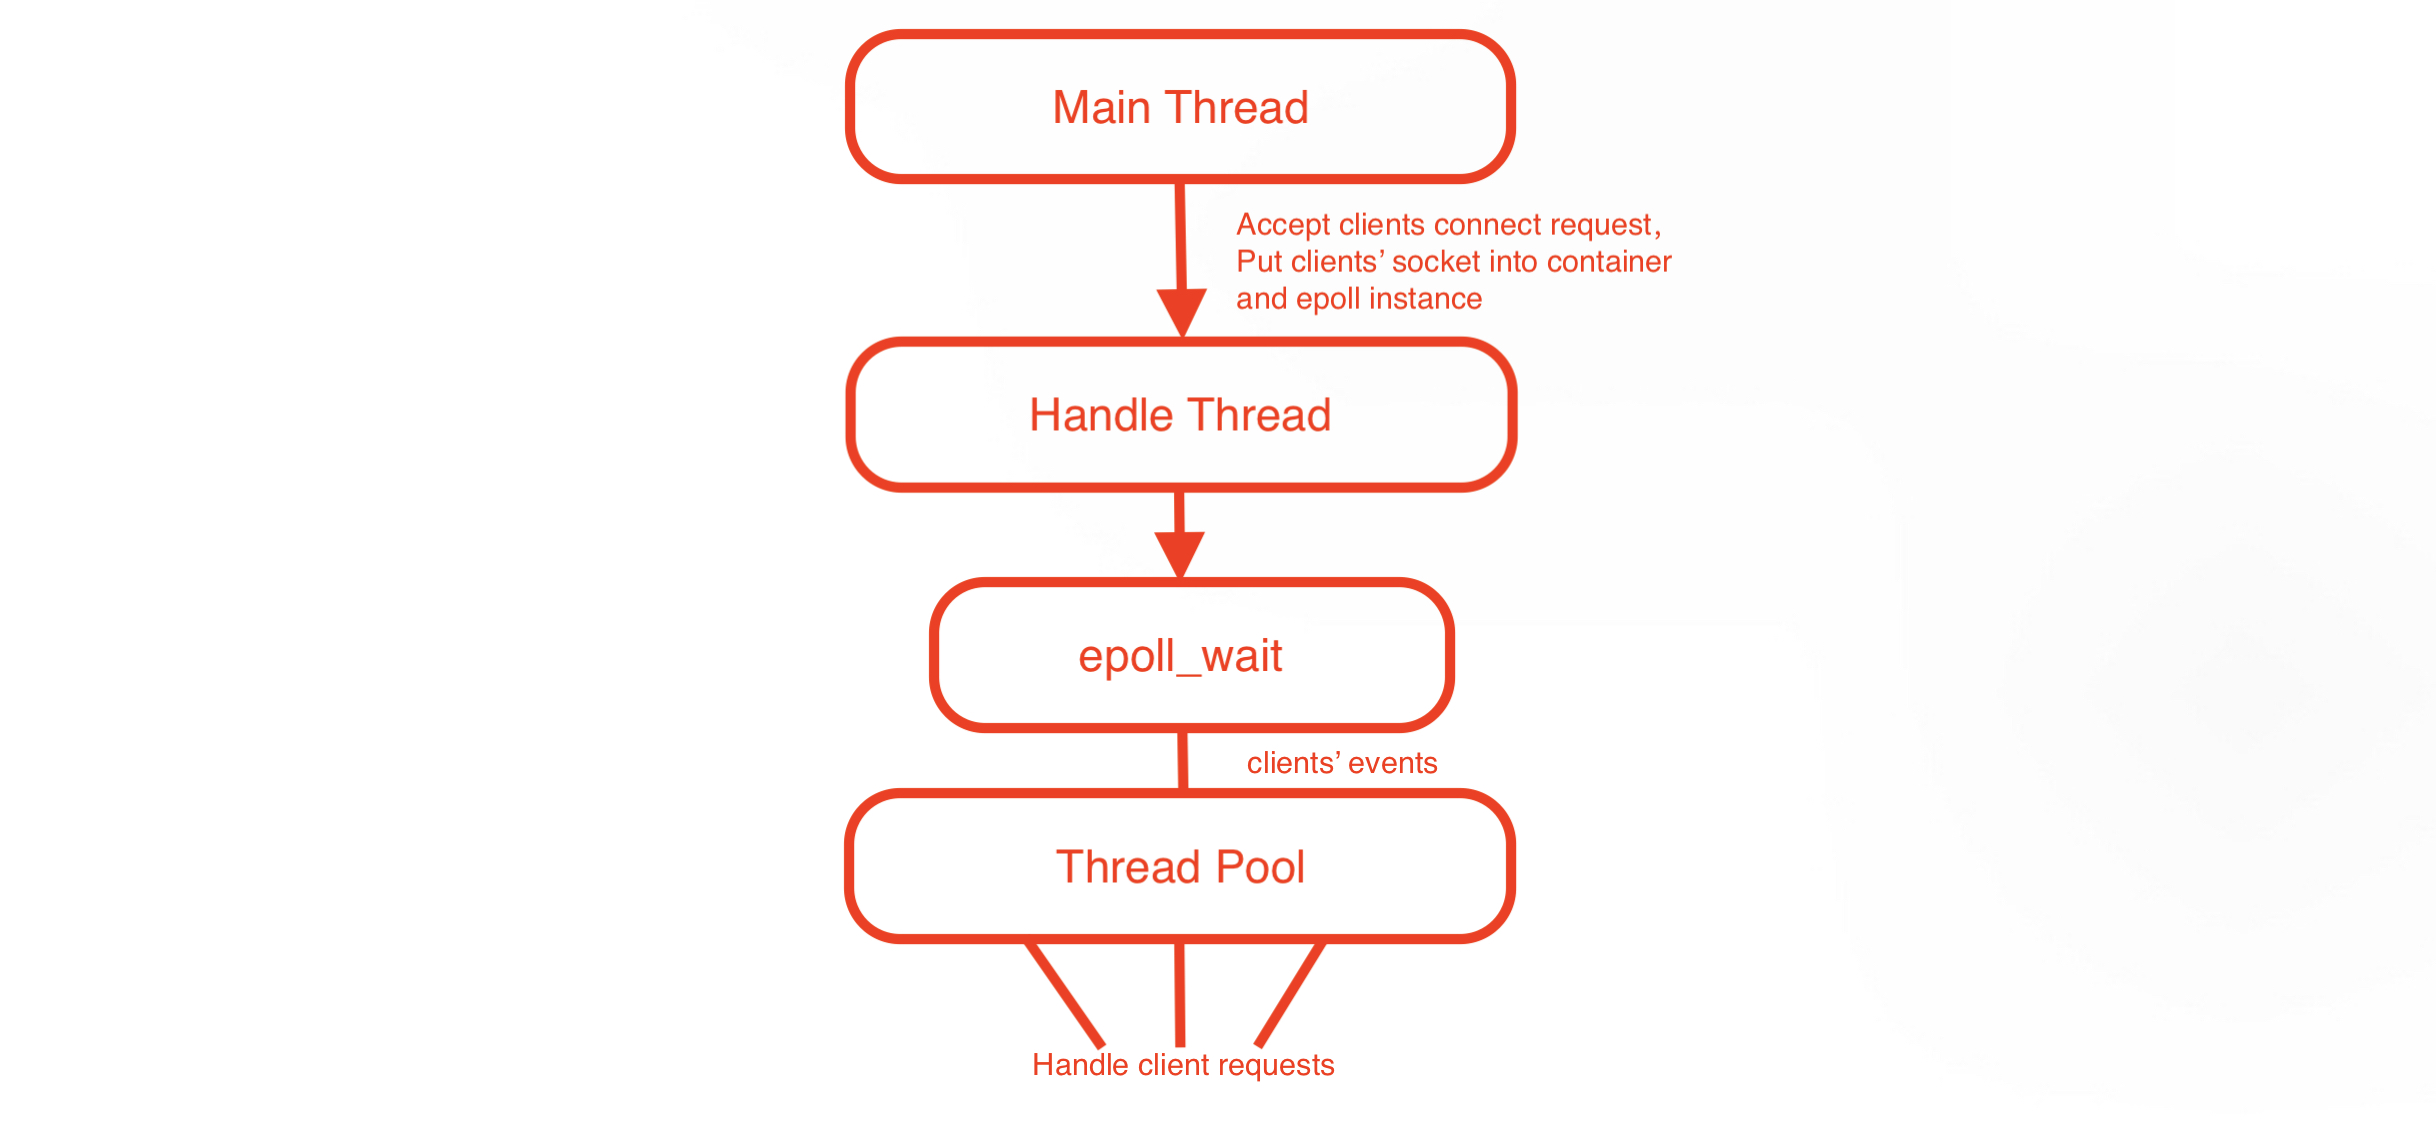 Main Thread
Accept clients connect request,
Put clients’ socket into container
and epoll instance
Handle Thread
epoll_wait
clients’ events
Thread Pool
Handle client requests